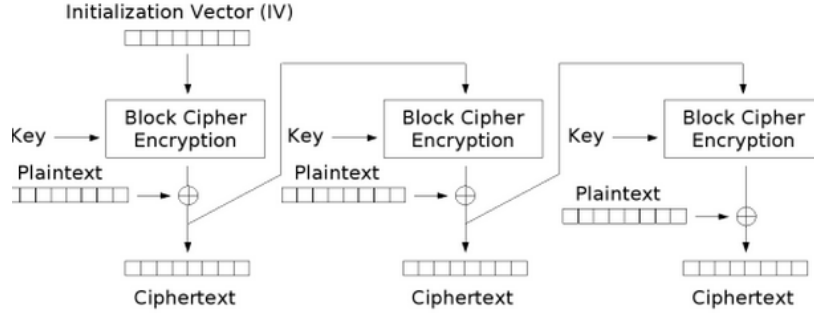 Initialization Vector (IV)
Key
Block Cipher
Encryption
Key
Block Cipher
Encryption
Key
Block Cipher
Encryption
Plaintext
Plaintext
Plaintext
Ciphertext
Ciphertext
Ciphertext